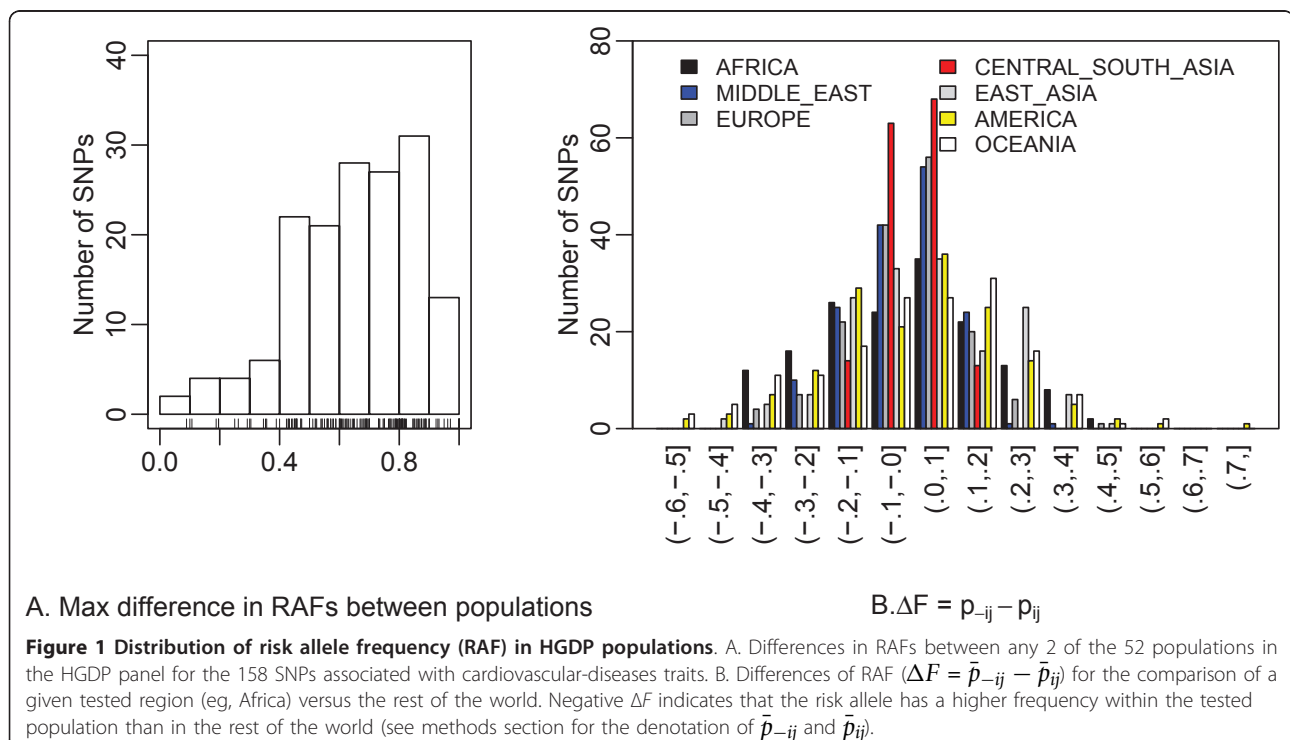 40
30
20
10
0
Number of SNPs
0.0 0.4 0.8
A. Max difference in RAFs between populations
80
60
40
20
0
Number of SNPs
AFRICA
MIDDLE_EAST
EUROPE
CENTRAL_SOUTH_ASIA
EAST_ASIA
AMERICA
OCEANIA
(−.6,−.5]
(−.5,−.4]
(−.4,−.3]
(−.3,−.2]
(−.2,−.1]
(−.1,−.0]
(.0,.1]
(.1,.2]
(.2,.3]
(.3,.4]
(.4,.5]
(.5,.6]
(.6,.7]
(.7,]
B.ΔF = p₋ᵢⱼ − pᵢⱼ
Figure 1 Distribution of risk allele frequency (RAF) in HGDP populations. A. Differences in RAFs between any 2 of the 52 populations in
the HGDP panel for the 158 SNPs associated with cardiovascular-diseases traits. B. Differences of RAF (ΔF = p̄₋ᵢⱼ − p̄ᵢⱼ) for the comparison of a
given tested region (eg, Africa) versus the rest of the world. Negative ΔF indicates that the risk allele has a higher frequency within the tested
population than in the rest of the world (see methods section for the denotation of p̄₋ᵢⱼ and p̄ᵢⱼ).